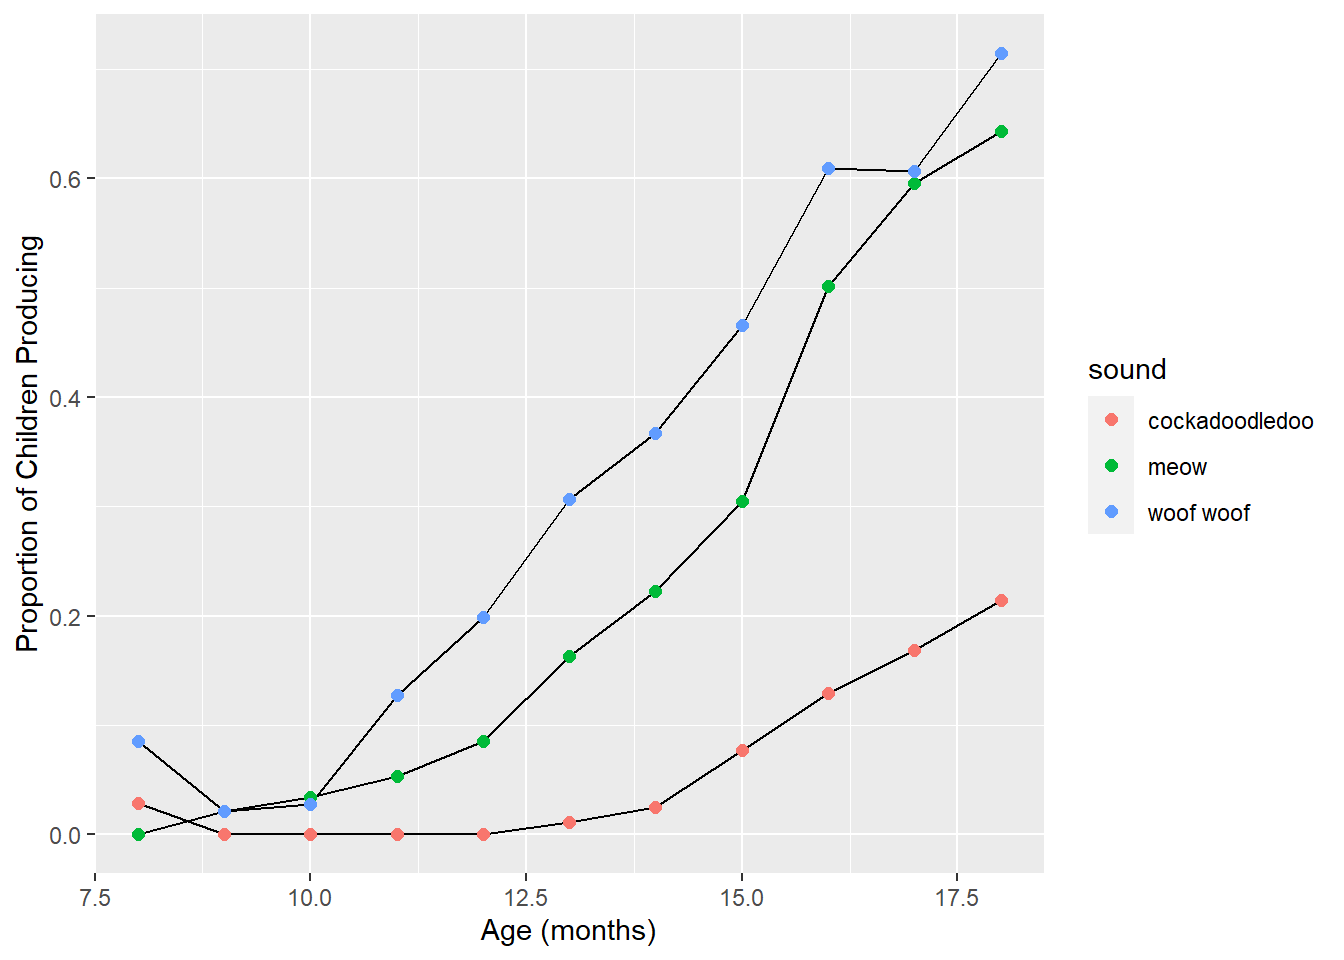 Proportion of Children Producing
0.6
0.4
0.2
0.0
7.5 10.0 12.5 15.0 17.5
Age (months)
sound
cockadoodledoo
meow
woof woof